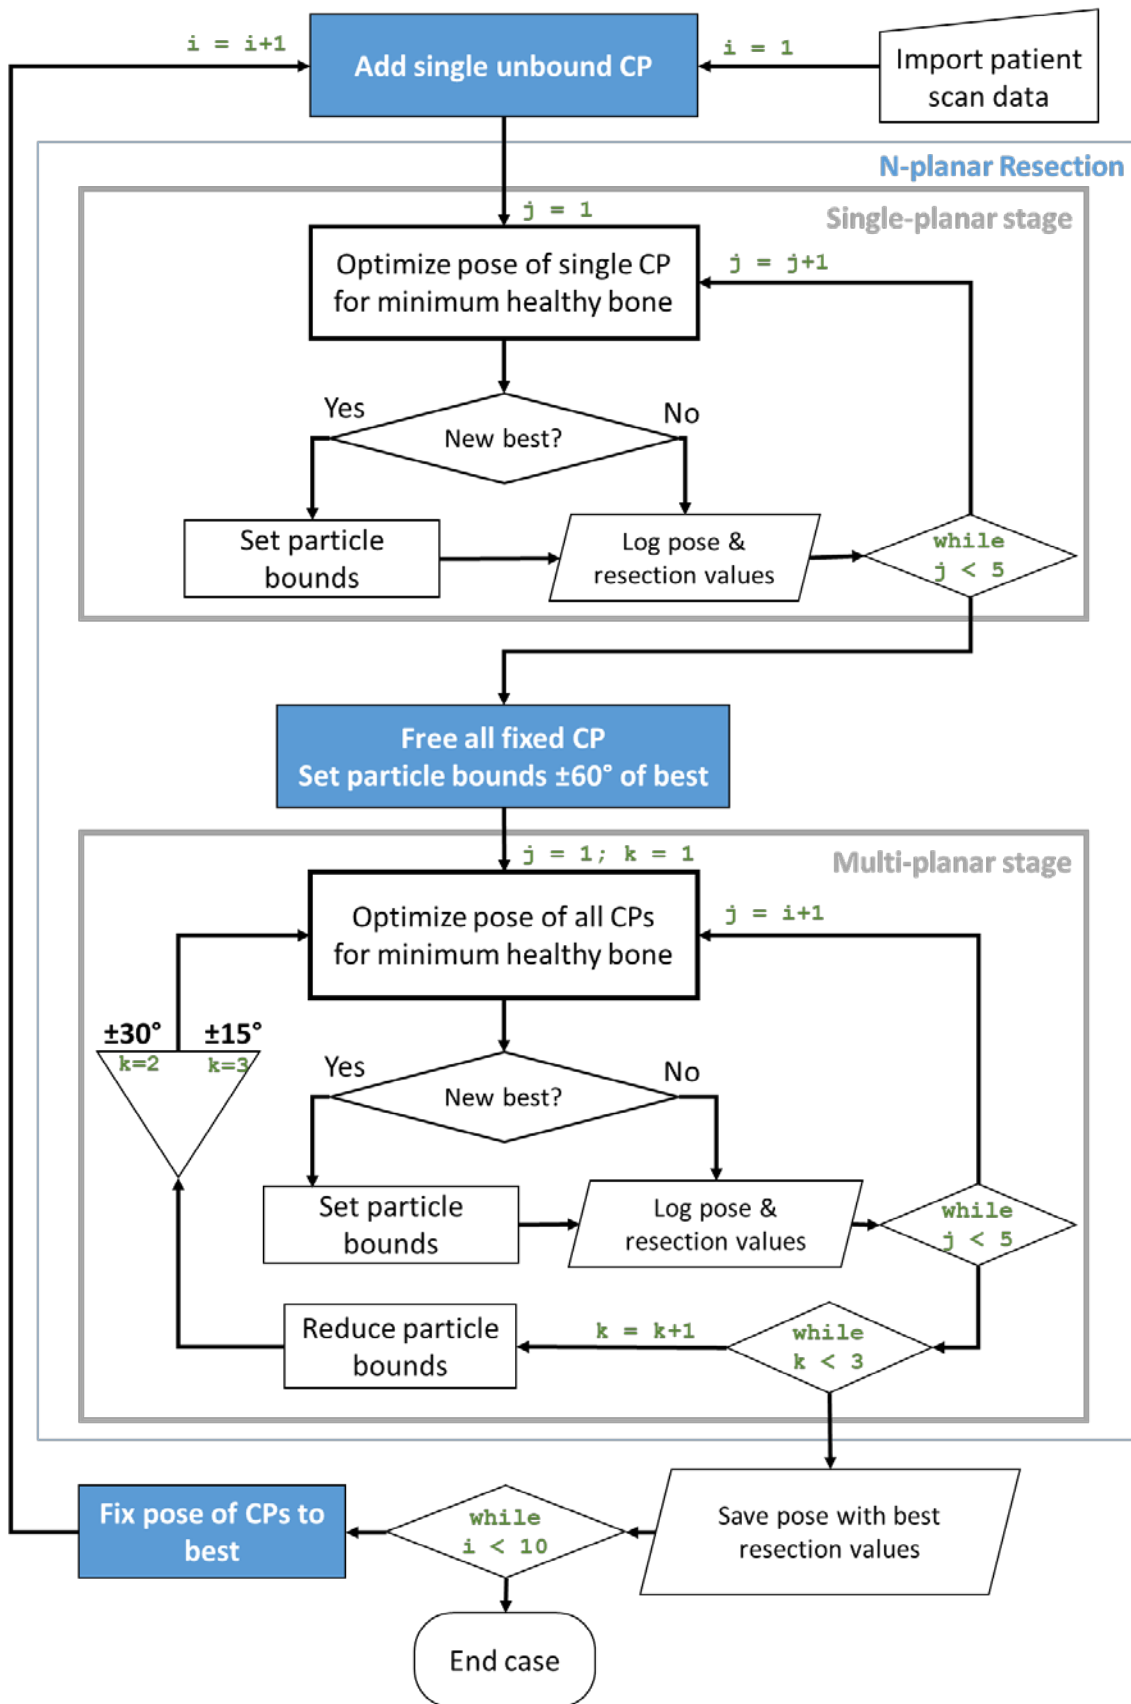 i = i+1
Add single unbound CP
i = 1
Import patient
scan data
N-planar Resection
Single-planar stage
j = 1
Optimize pose of single CP
for minimum healthy bone
j = j+1
Yes
No
New best?
Set particle
bounds
Log pose &
resection values
while
j < 5
Free all fixed CP
Set particle bounds ±60° of best
j = 1; k = 1
Multi-planar stage
Optimize pose of all CPs
for minimum healthy bone
j = i+1
±30°
±15°
k=2
k=3
Yes
No
New best?
Set particle
bounds
Log pose &
resection values
while
j < 5
Reduce particle
bounds
k = k+1
while
k < 3
Fix pose of CPs to
best
while
i < 10
Save pose with best
resection values
End case